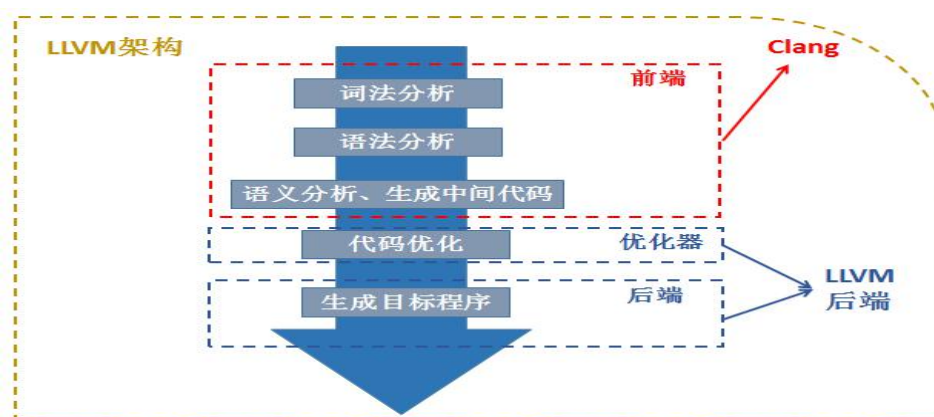 LLVM架构
Clang
前端
词法分析
语法分析
语义分析、生成中间代码
代码优化
优化器
生成目标程序
后端
LLVM
后端